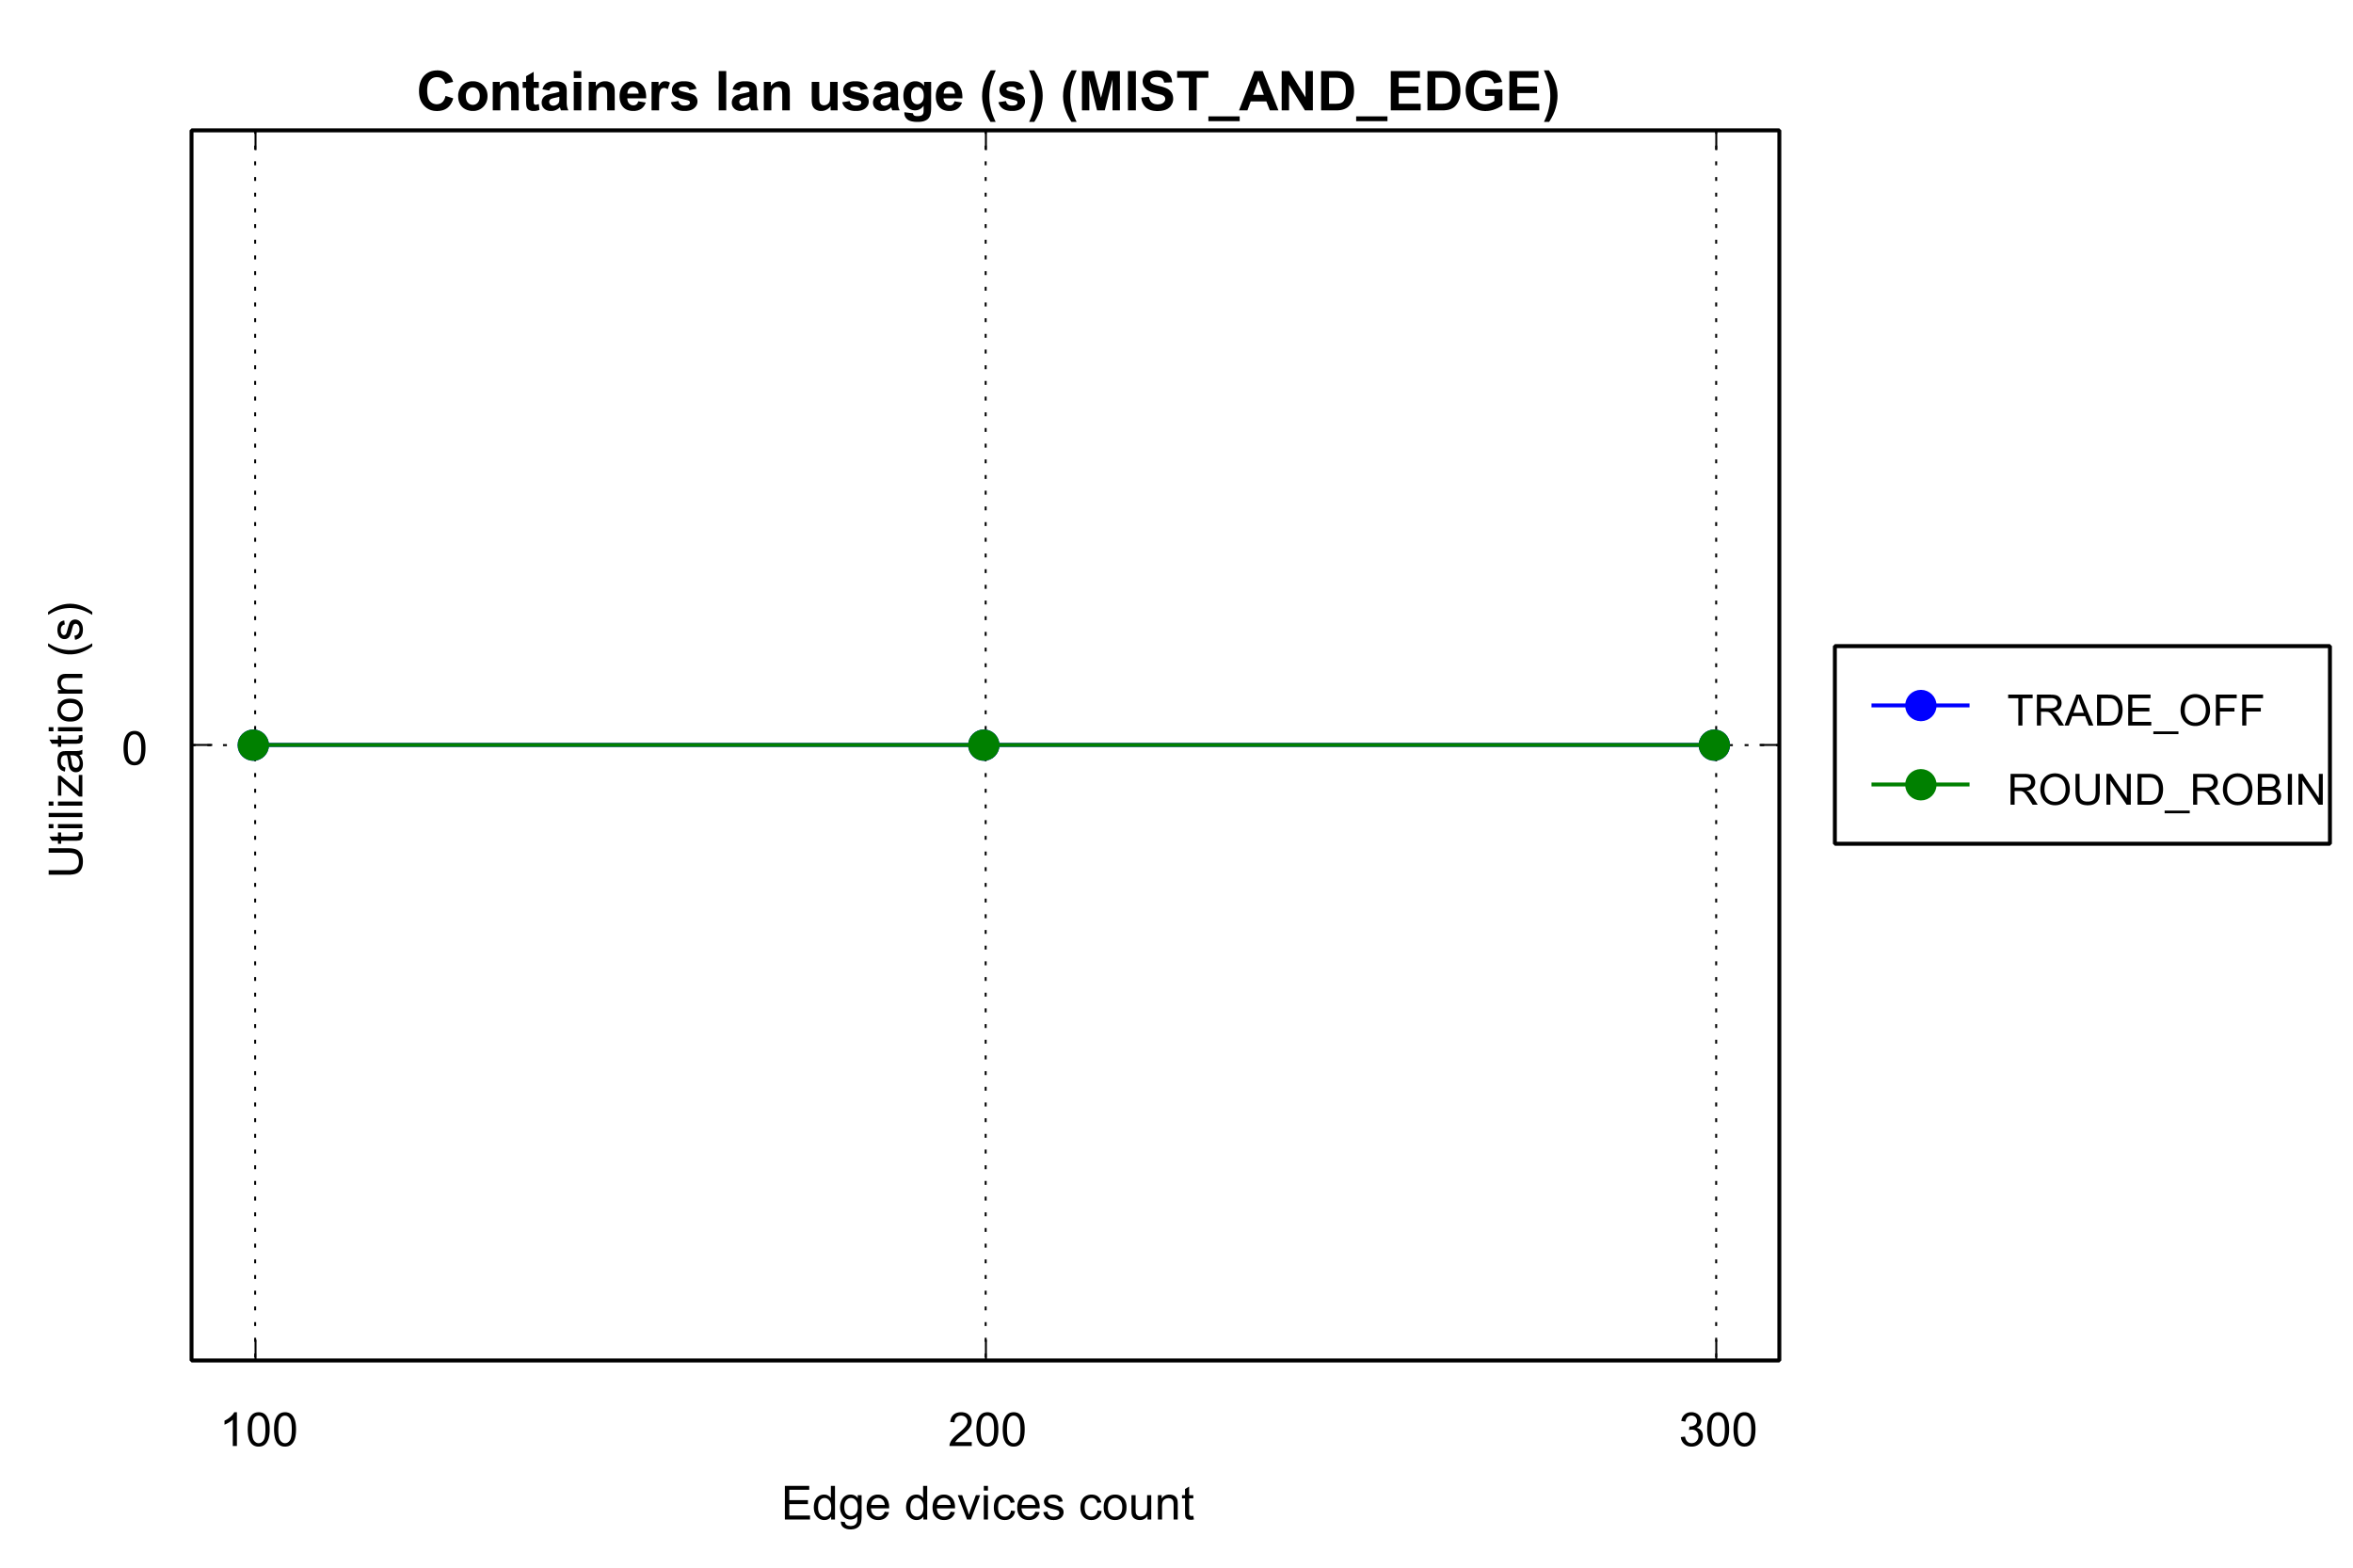 Containers lan usage (s) (MIST_AND_EDGE)
Utilization (s)
0
TRADE_OFF
ROUND_ROBIN
100 200 300
Edge devices count